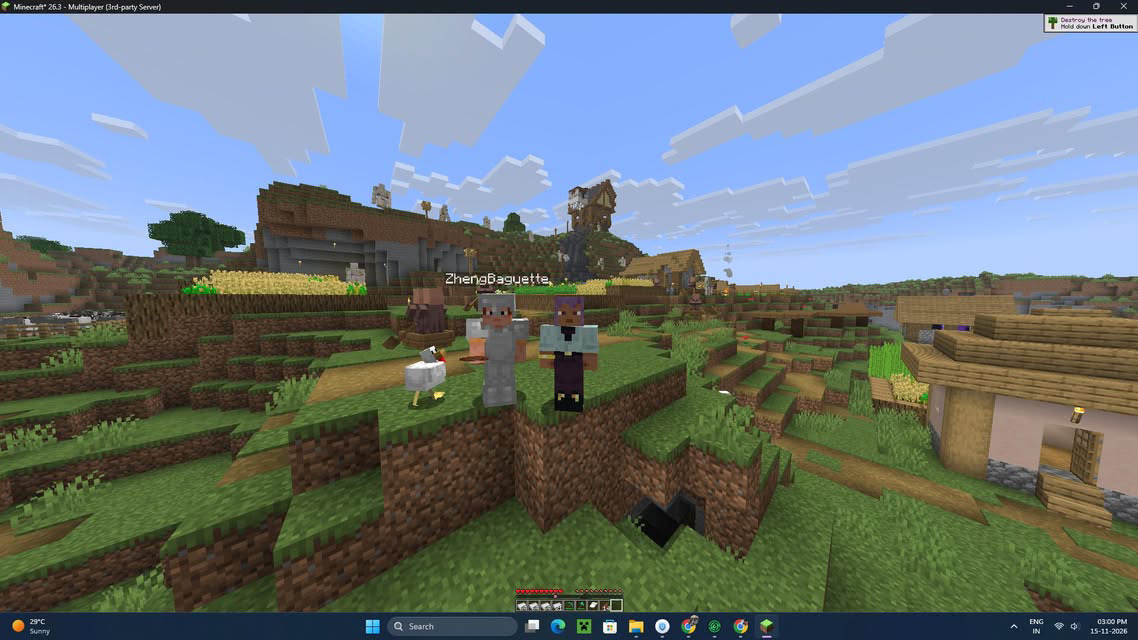 Minecraft* 26.3 - Multiplayer (3rd-party Server)
Destroy the tree
Hold down Left Button
ZhengBaguette
29°C
Sunny
Search
ENG
IN
03:00 PM
15-11-2026